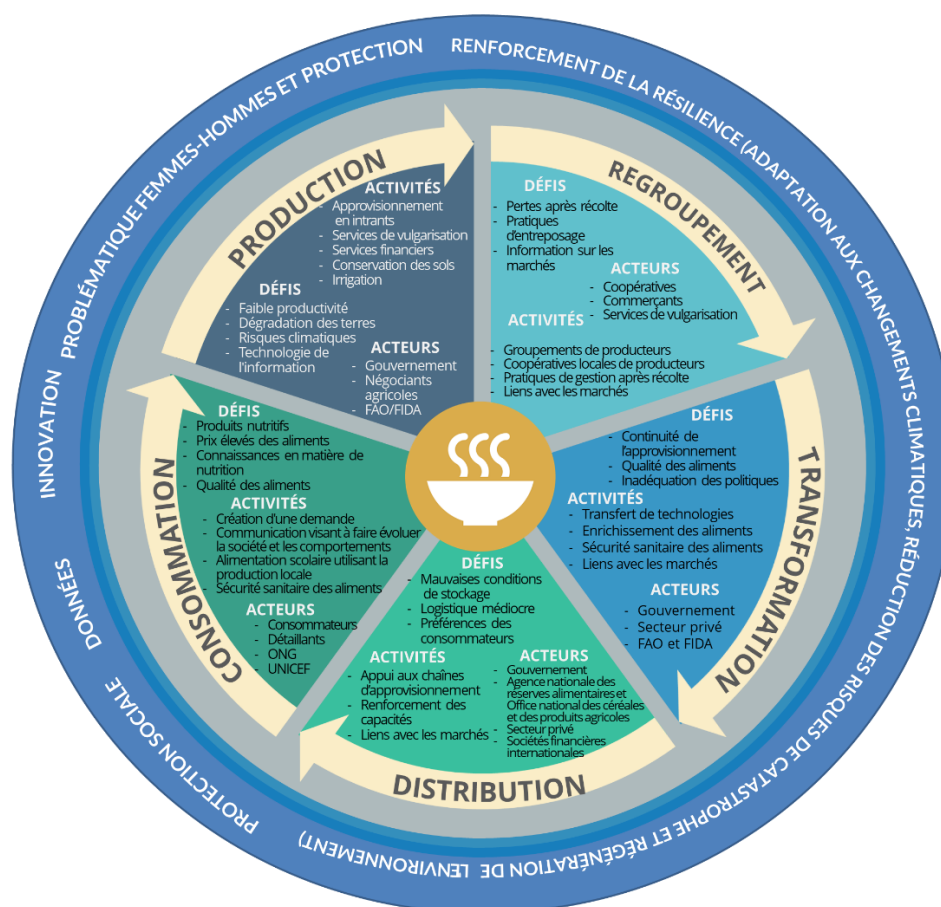 PROBLÉMATIQUE FEMMES-HOMMES ET PROTECTION
RENFORCEMENT DE LA RÉSILIENCE (ADAPTATION AUX CHANGEMENTS CLIMATIQUES, RÉDUCTION DES RISQUES DE CATASTROPHE ET RÉGÉNÉRATION DE L'ENVIRONNEMENT)
PROTECTION SOCIALE
DONNÉES
INNOVATION
PRODUCTION
ACTIVITÉS
- Approvisionnement
en intrants
- Services de vulgarisation
- Services financiers
- Conservation des sols
- Irrigation
DÉFIS
- Faible productivité
- Dégradation des terres
- Risques climatiques
- Technologie de
l'information
ACTEURS
- Gouvernement
- Négociants
agricoles
- FAO/FIDA
REGROUPEMENT
DÉFIS
- Pertes après récolte
- Pratiques
d'entreposage
- Information sur les
marchés
ACTEURS
- Coopératives
- Commerçants
- Services de vulgarisation
ACTIVITÉS
- Groupements de producteurs
- Coopératives locales de producteurs
- Pratiques de gestion après récolte
- Liens avec les marchés
TRANSFORMATION
DÉFIS
- Continuité de
l'approvisionnement
- Qualité des aliments
- Inadéquation des politiques
ACTIVITÉS
- Transfert de technologies
- Enrichissement des aliments
- Sécurité sanitaire des aliments
- Liens avec les marchés
ACTEURS
- Gouvernement
- Secteur privé
- FAO et FIDA
DISTRIBUTION
DÉFIS
- Mauvaises conditions
de stockage
- Logistique médiocre
- Préférences des
consommateurs
ACTIVITÉS
- Appui aux chaînes
d'approvisionnement
- Renforcement des
capacités
- Liens avec les marchés
ACTEURS
- Gouvernement
- Agence nationale des
réserves alimentaires et
Office national des céréales
et des produits agricoles
- Secteur privé
- Sociétés financières
internationales
CONSOMMATION
DÉFIS
- Produits nutritifs
- Prix élevés des aliments
- Connaissances en matière de
nutrition
- Qualité des aliments
ACTIVITÉS
- Création d'une demande
- Communication visant à faire évoluer
la société et les comportements
- Alimentation scolaire utilisant la
production locale
- Sécurité sanitaire des aliments
ACTEURS
- Consommateurs
- Détaillants
- ONG
- UNICEF